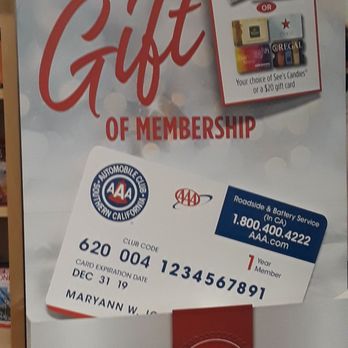 Gift
OF MEMBERSHIP
OR
GREGAL
Your choice of See's Candies®
or a $20 gift card
AUTOMOBILE CLUB
SOUTHERN CALIFORNIA
AAA
AAA
Roadside & Battery Service
(in CA)
1.800.400.4222
AAA.com
CLUB CODE
1 Year
Member
620 004 1234567891
CARD EXPIRATION DATE
DEC 31 19
MARYANN W.